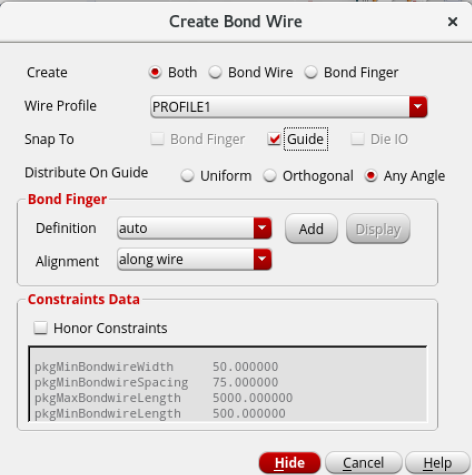 Create Bond Wire
Create Both Bond Wire Bond Finger
Wire Profile PROFILE1
Snap To Bond Finger Guide Die IO
Distribute On Guide Uniform Orthogonal Any Angle
Bond Finger
Definition auto Add Display
Alignment along wire
Constraints Data
Honor Constraints
pkgMinBondwireWidth 50.000000
pkgMinBondwireSpacing 75.000000
pkgMaxBondwireLength 5000.000000
pkgMinBondwireLength 500.000000
Hide Cancel Help